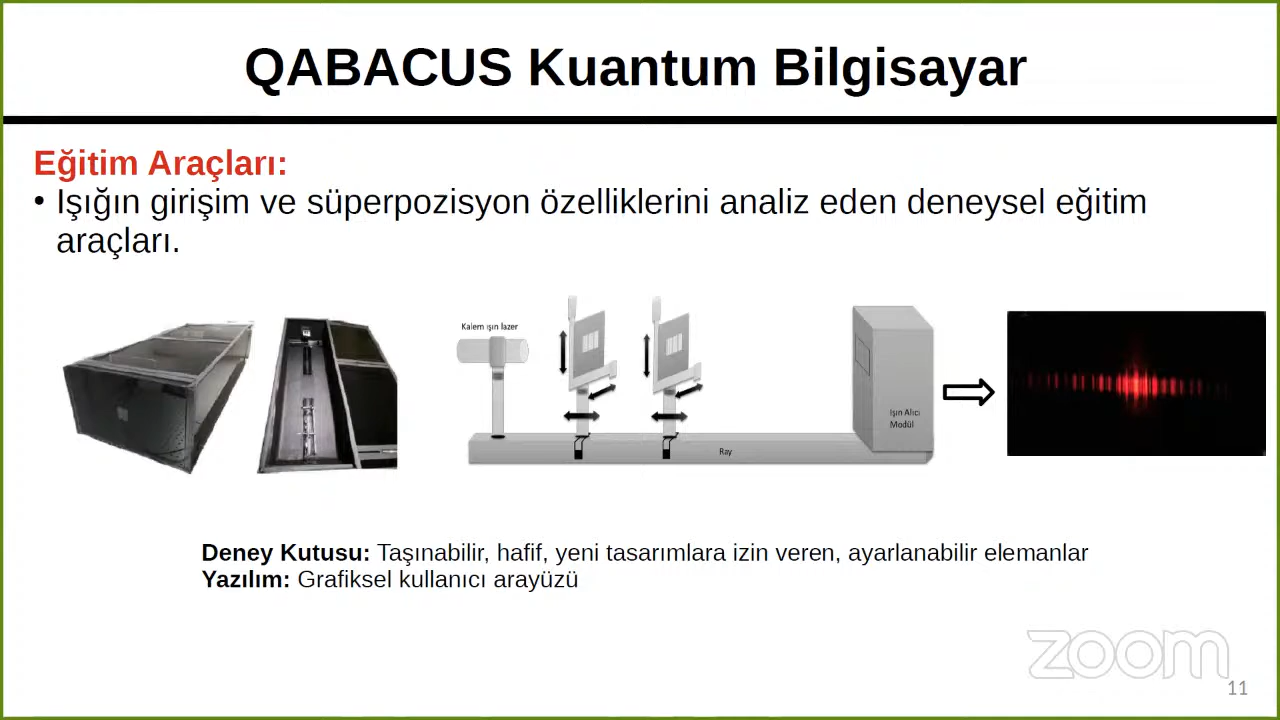 QABACUS Kuantum Bilgisayar
Eğitim Araçları:
• Işığın girişim ve süperpozisyon özelliklerini analiz eden deneysel eğitim
araçları.
Kalem ışın lazer
Işın Alıcı
Modül
Ray
Deney Kutusu: Taşınabilir, hafif, yeni tasarımlara izin veren, ayarlanabilir elemanlar
Yazılım: Grafiksel kullanıcı arayüzü
zoom
11